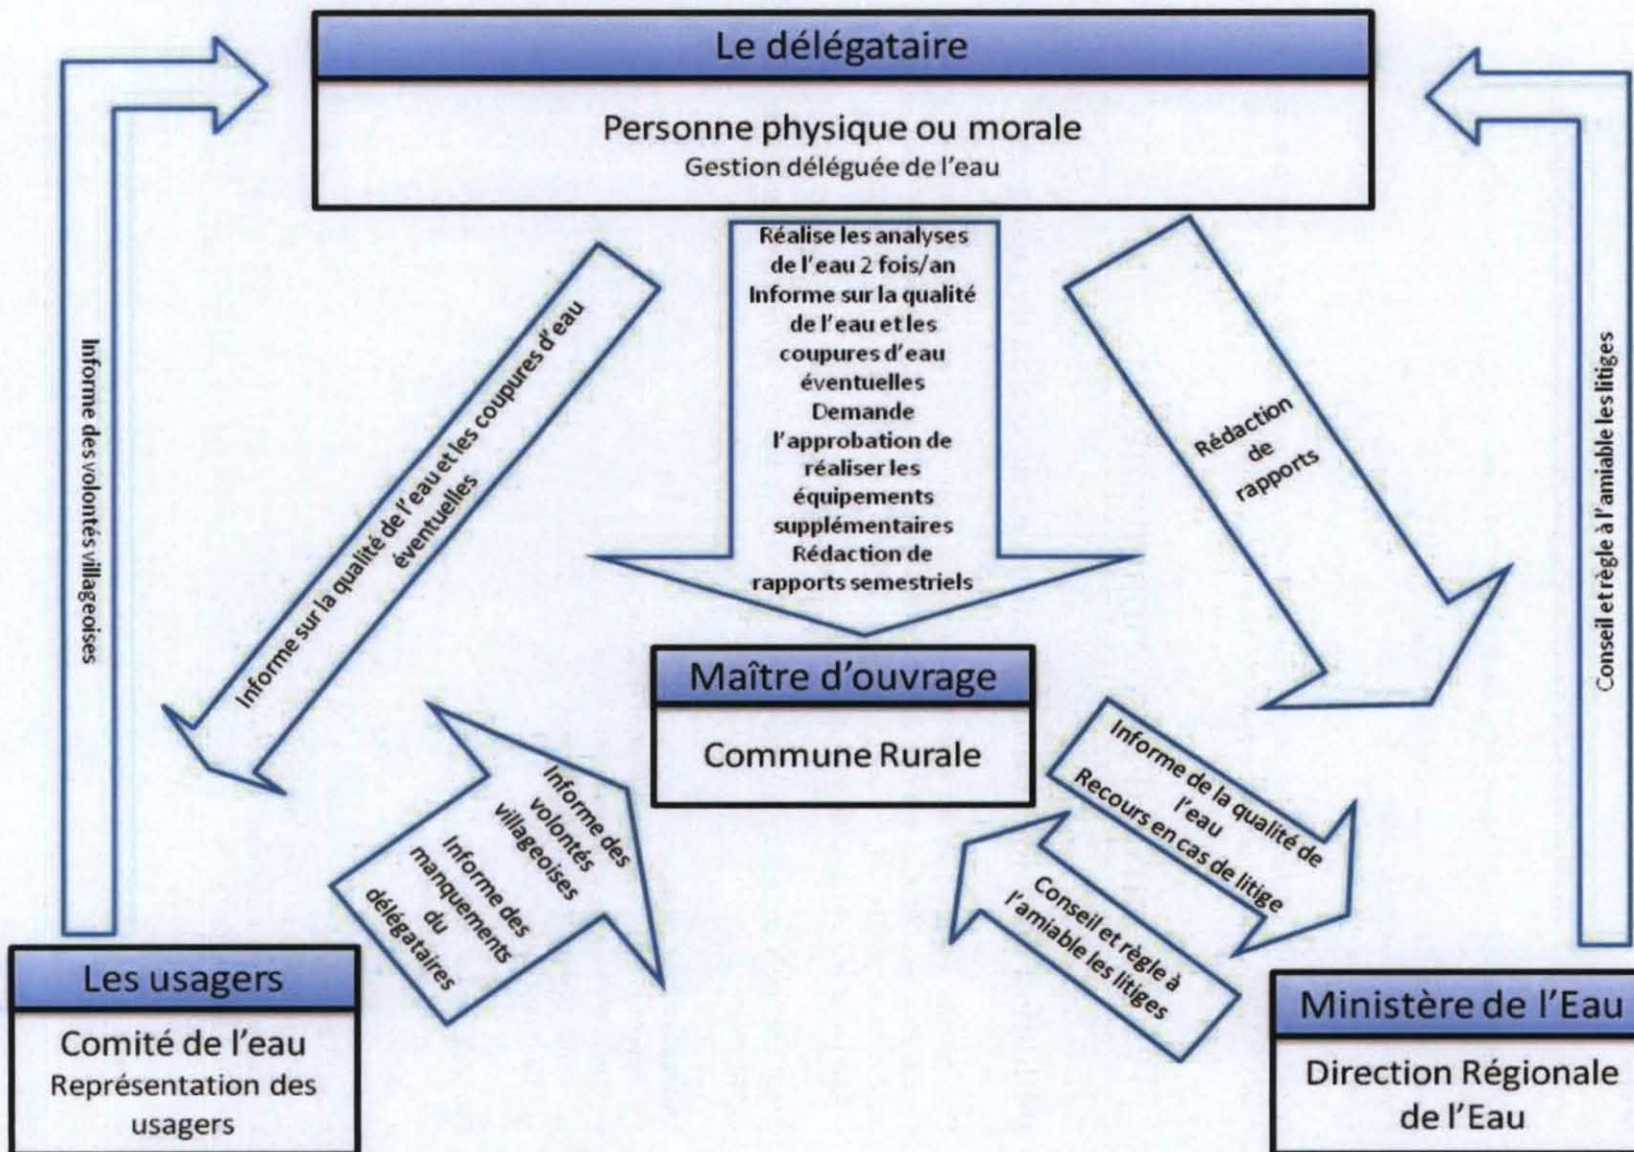 Le délégataire
Personne physique ou morale
Gestion déléguée de l'eau
Informe des volontés villageoises
Informe sur la qualité de l'eau et les coupures d'eau
éventuelles
Réalise les analyses
de l'eau 2 fois/an
Informe sur la qualité
de l'eau et les
coupures d'eau
éventuelles
Demande
l'approbation de
réaliser les
équipements
supplémentaires
Rédaction de
rapports semestriels
Rédaction
de
rapports
Conseil et règle à l'amiable les litiges
Maître d'ouvrage
Commune Rurale
Informe des
volontés
villageoises
Informe des
manquements
du
délégataires
Informe de la qualité de
l'eau
Recours en cas de litige
Conseil et règle à
l'amiable les litiges
Les usagers
Comité de l'eau
Représentation des
usagers
Ministère de l'Eau
Direction Régionale
de l'Eau